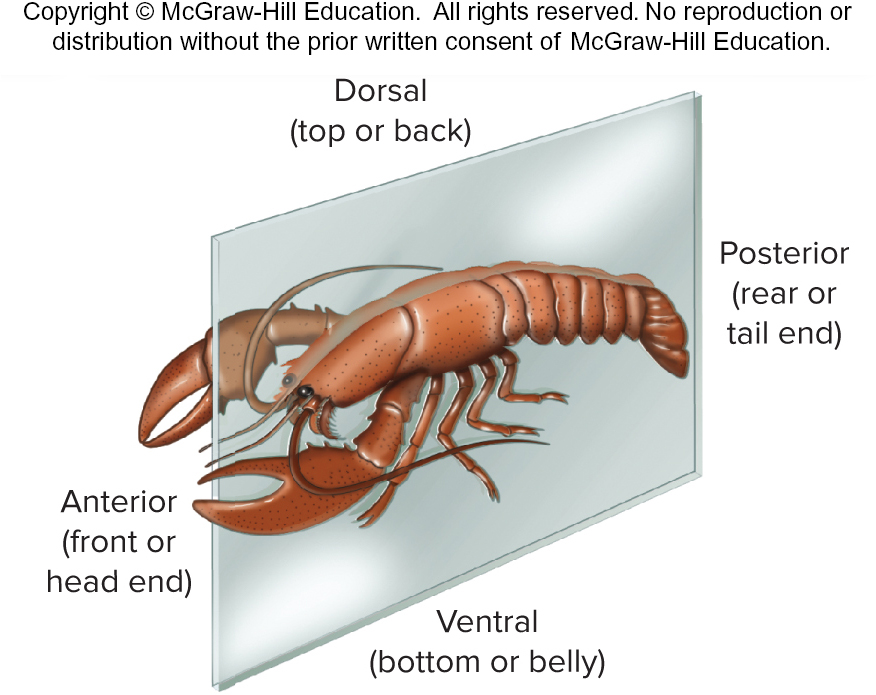 Copyright © McGraw-Hill Education. All rights reserved. No reproduction or
distribution without the prior written consent of McGraw-Hill Education.
Dorsal
(top or back)
Posterior
(rear or
tail end)
Anterior
(front or
head end)
Ventral
(bottom or belly)